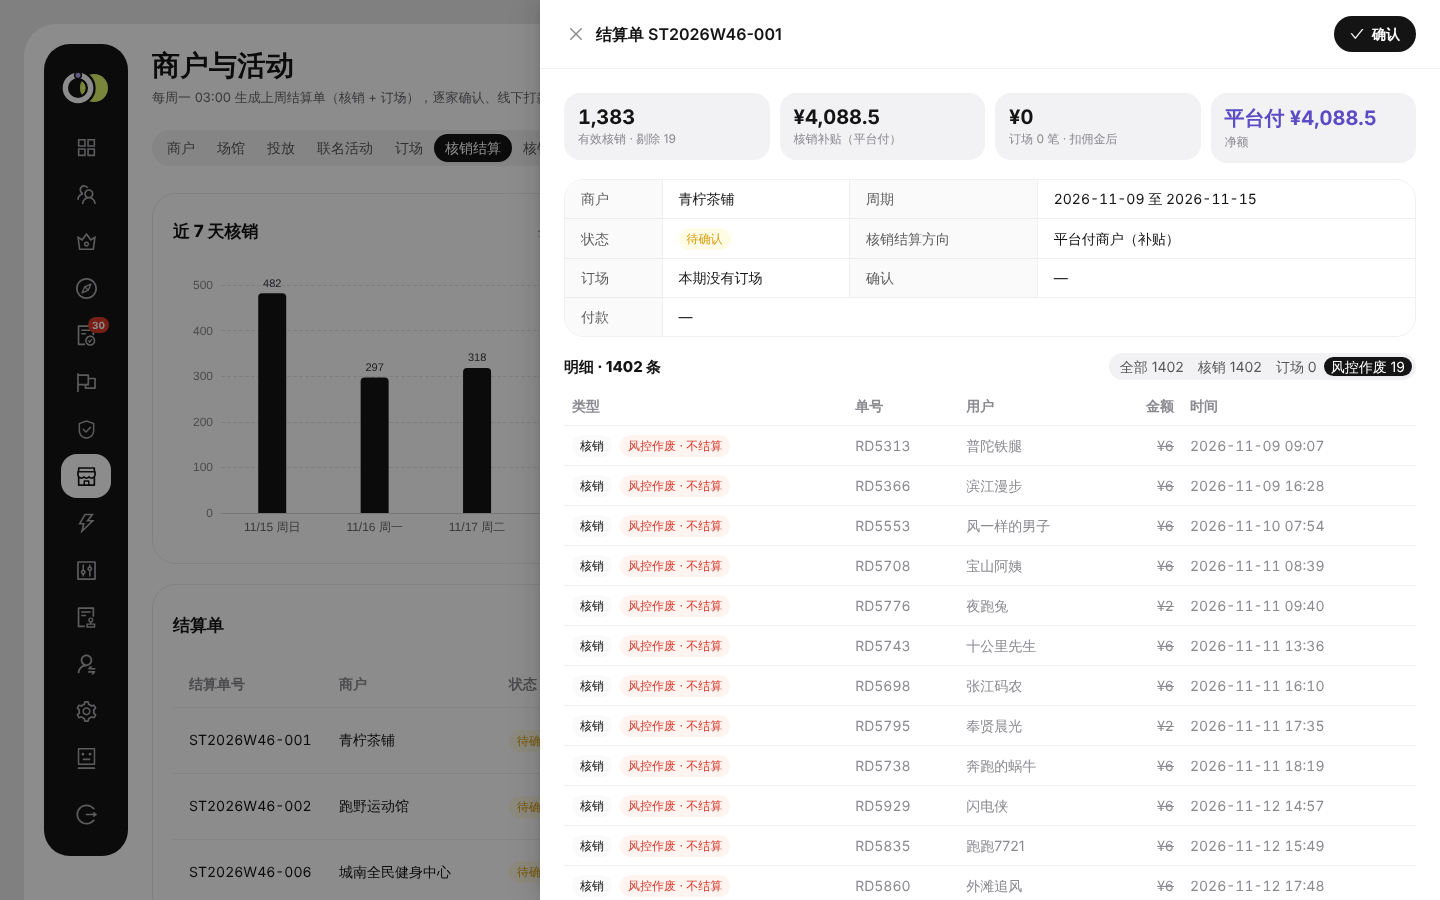 商户与活动
每周一 03:00 生成上周结算单（核销 + 订场），逐家确认、线下打款
商户 场馆 投放 联名活动 订场 核销结算
近 7 天核销
500
400
300
200
100
0
482
297
318
11/15 周日
11/16 周一
11/17 周二
30
结算单
结算单号 商户 状态
ST2026W46-001 青柠茶铺 待确
ST2026W46-002 跑野运动馆 待确
ST2026W46-006 城南全民健身中心 待确
结算单 ST2026W46-001
确认
1,383
有效核销 · 剔除 19
¥4,088.5
核销补贴（平台付）
¥0
订场 0 笔 · 扣佣金后
平台付 ¥4,088.5
净额
商户 青柠茶铺 周期 2026-11-09 至 2026-11-15
状态 待确认 核销结算方向 平台付商户（补贴）
订场 本期没有订场 确认 —
付款 —
明细 · 1402 条
全部 1402 核销 1402 订场 0 风控作废 19
类型 单号 用户 金额 时间
核销 风控作废 · 不结算 RD5313 普陀铁腿 ¥6 2026-11-09 09:07
核销 风控作废 · 不结算 RD5366 滨江漫步 ¥6 2026-11-09 16:28
核销 风控作废 · 不结算 RD5553 风一样的男子 ¥6 2026-11-10 07:54
核销 风控作废 · 不结算 RD5708 宝山阿姨 ¥6 2026-11-11 08:39
核销 风控作废 · 不结算 RD5776 夜跑兔 ¥2 2026-11-11 09:40
核销 风控作废 · 不结算 RD5743 十公里先生 ¥6 2026-11-11 13:36
核销 风控作废 · 不结算 RD5698 张江码农 ¥6 2026-11-11 16:10
核销 风控作废 · 不结算 RD5795 奉贤晨光 ¥2 2026-11-11 17:35
核销 风控作废 · 不结算 RD5738 奔跑的蜗牛 ¥6 2026-11-11 18:19
核销 风控作废 · 不结算 RD5929 闪电侠 ¥6 2026-11-12 14:57
核销 风控作废 · 不结算 RD5835 跑跑7721 ¥6 2026-11-12 15:49
核销 风控作废 · 不结算 RD5860 外滩追风 ¥6 2026-11-12 17:48